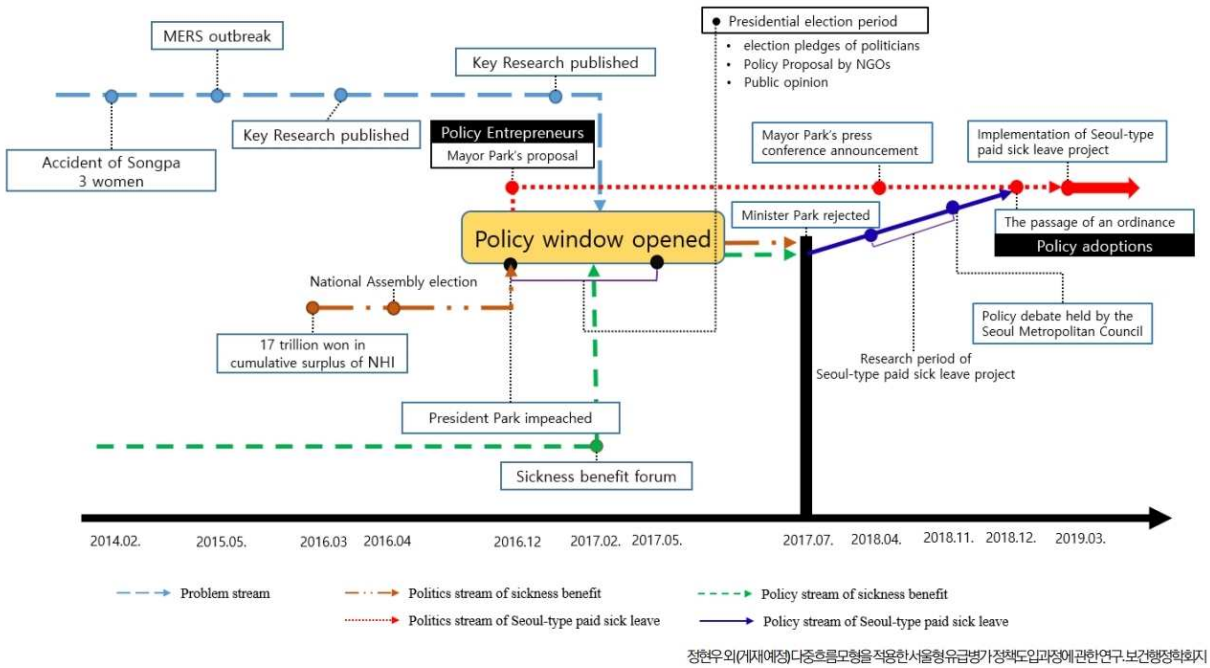 Presidential election period
• election pledges of politicians
• Policy Proposal by NGOs
• Public opinion
MERS outbreak
Key Research published
Key Research published
Accident of Songpa
3 women
Policy Entrepreneurs
Mayor Park's proposal
Mayor Park's press
conference announcement
Implementation of Seoul-type
paid sick leave project
Policy window opened
Minister Park rejected
The passage of an ordinance
Policy adoptions
National Assembly election
17 trillion won in
cumulative surplus of NHI
Policy debate held by the
Seoul Metropolitan Council
Research period of
Seoul-type paid sick leave project
President Park impeached
Sickness benefit forum
2014.02.
2015.05.
2016.03
2016.04
2016.12
2017.02.
2017.05.
2017.07.
2018.04.
2018.11.
2018.12.
2019.03.
Problem stream
Politics stream of sickness benefit
Policy stream of sickness benefit
Politics stream of Seoul-type paid sick leave
Policy stream of Seoul-type paid sick leave
정현우 외(게재예정) 다중흐름모형을 적용한 서울형 유급병가 정책도입과정에 관한 연구. 보건행정학회지